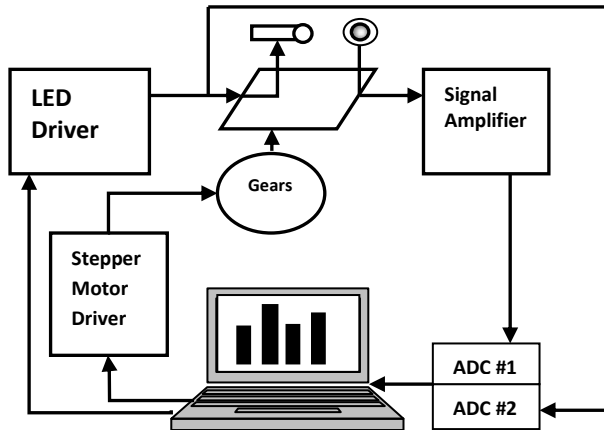 LED
Driver
Signal
Amplifier
Gears
Stepper
Motor
Driver
ADC #1
ADC #2